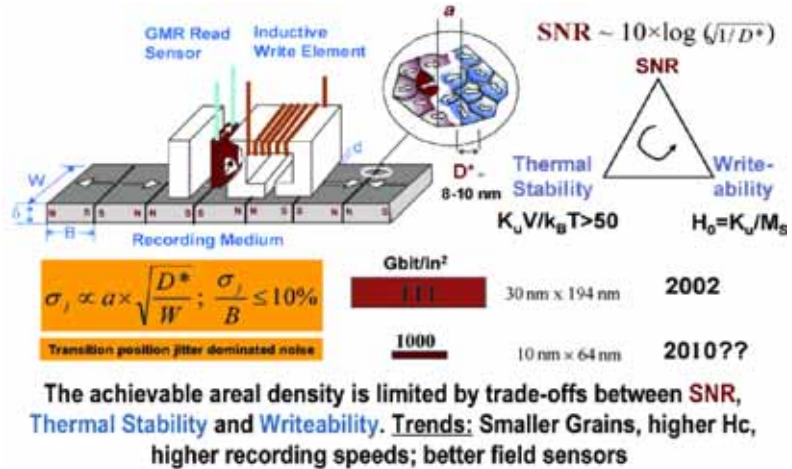 GMR Read
Sensor
Inductive
Write Element
a
SNR ~ 10×log (√1/D*)
SNR
d
W
D*~
8-10 nm
Thermal
Stability
Write-
ability
δ
N S S N N S S N N S S N N S
B
Recording Medium
K_uV/k_BT>50
H_0=K_u/M_S
Gbit/in²
σ_j ∝ a × √D*/W ; σ_j/B ≤ 10%
111
30 nm x 194 nm
2002
Transition position jitter dominated noise
1000
10 nm × 64 nm
2010??
The achievable areal density is limited by trade-offs between SNR,
Thermal Stability and Writeability. Trends: Smaller Grains, higher Hc,
higher recording speeds; better field sensors